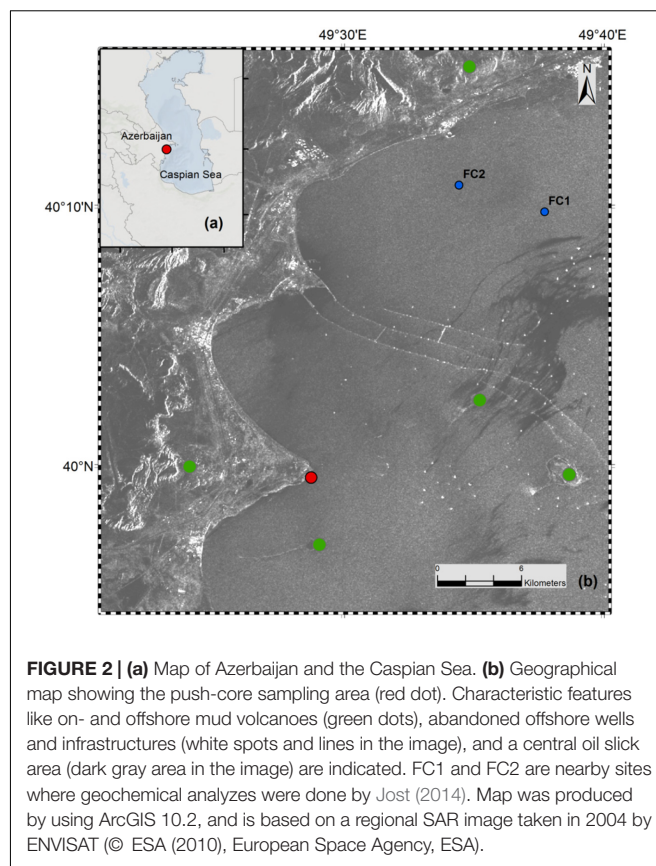 49°30'E
49°40'E
N
Azerbaijan
Caspian Sea
(a)
FC2
FC1
40°10'N
40°N
0
6
Kilometers
(b)
FIGURE 2 | (a) Map of Azerbaijan and the Caspian Sea. (b) Geographical
map showing the push-core sampling area (red dot). Characteristic features
like on- and offshore mud volcanoes (green dots), abandoned offshore wells
and infrastructures (white spots and lines in the image), and a central oil slick
area (dark gray area in the image) are indicated. FC1 and FC2 are nearby sites
where geochemical analyzes were done by Jost (2014). Map was produced
by using ArcGIS 10.2, and is based on a regional SAR image taken in 2004 by
ENVISAT (© ESA (2010), European Space Agency, ESA).